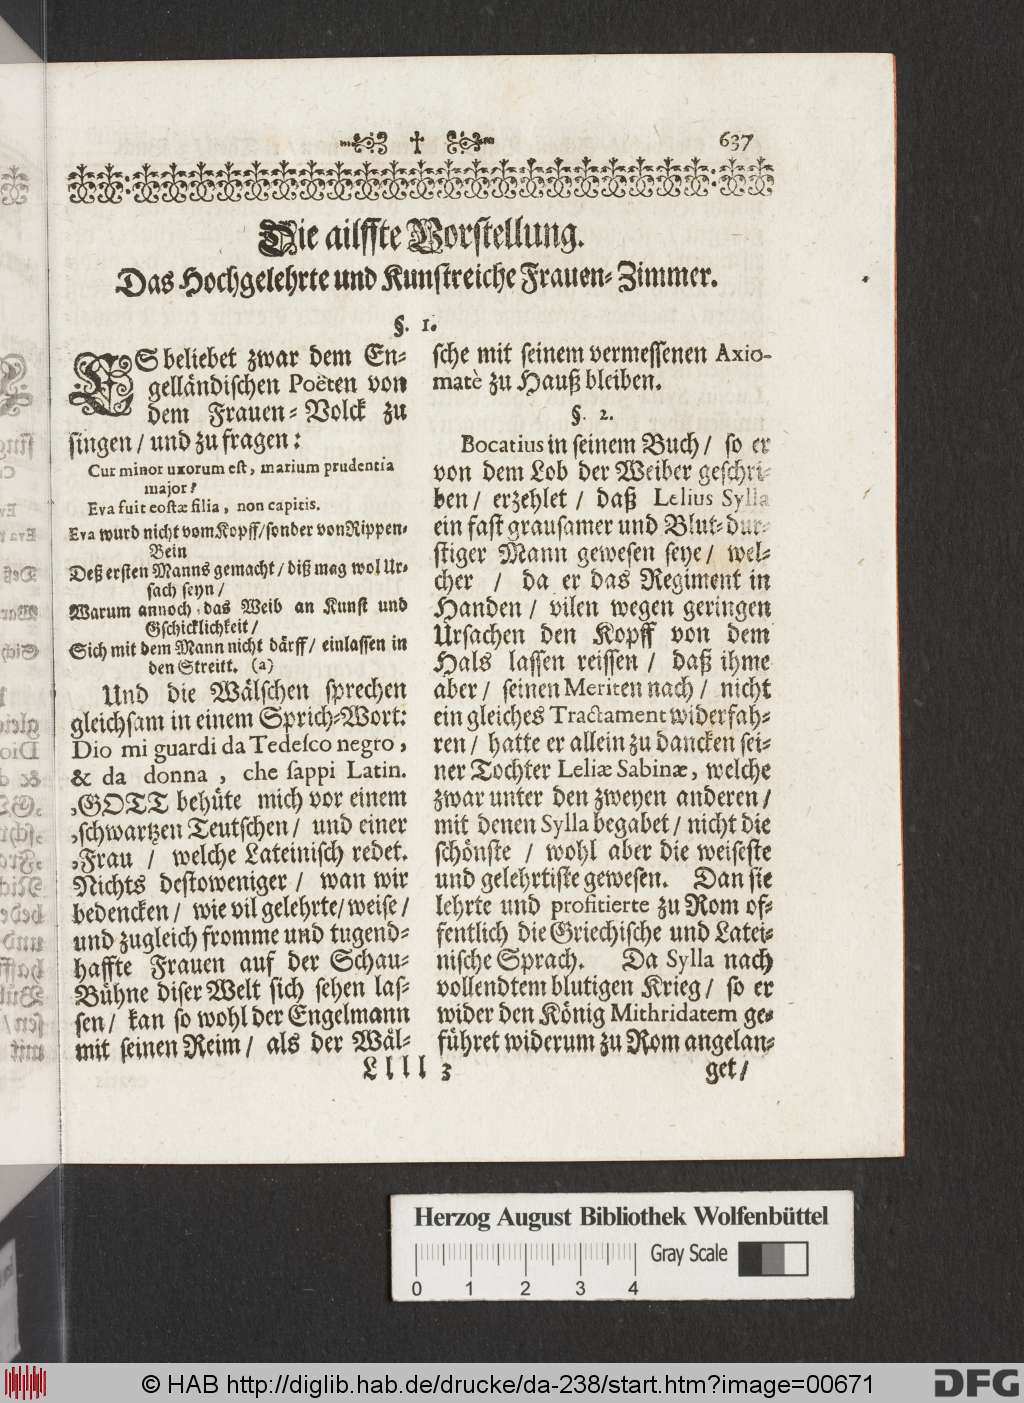 637
Die ailffte Vorstellung.
Das Hochgelehrte und Kunstreiche Frauen-Zimmer.
§. 1.
ES beliebet zwar dem En-
gelländischen Poëten von
dem Frauen-Volck zu
singen / und zu fragen:
Cur minor uxorum est, marium prudentia
major?
Eva fuit costæ filia, non capitis.
Eva wurd nicht vom Kopff / sonder von Rippen-
Bein
Deß ersten Manns gemacht / diß mag wol Ur-
sach seyn /
Warum annoch das Weib an Kunst und
Gschicklichkeit /
Sich mit dem Mann nicht därff / einlassen in
den Streitt. (a)
Und die Wälschen sprechen
gleichsam in einem Sprich-Wort:
Dio mi guardi da Tedesco negro,
& da donna, che sappi Latin.
,GOTT behüte mich vor einem
,schwartzen Teutschen / und einer
,Frau / welche Lateinisch redet.
Nichts destoweniger / wan wir
bedencken / wie vil gelehrte / weise /
und zugleich fromme und tugend-
haffte Frauen auf der Schau-
Bühne diser Welt sich sehen las-
sen / kan so wohl der Engelmann
mit seinen Reim / als der Wäl-
sche mit seinem vermessenen Axio-
matè zu Hauß bleiben.
§. 2.
Bocatius in seinem Buch / so er
von dem Lob der Weiber geschri-
ben / erzehlet / daß Lelius Sylla
ein fast grausamer und Blut-dur-
stiger Mann gewesen seye / wel-
cher / da er das Regiment in
Handen / vilen wegen geringen
Ursachen den Kopff von dem
Hals lassen reissen / daß ihme
aber / seinen Meriten nach / nicht
ein gleiches Tractament widerfah-
ren / hatte er allein zu dancken sei-
ner Tochter Leliæ Sabinæ, welche
zwar unter den zweyen anderen /
mit denen Sylla begabet / nicht die
schönste / wohl aber die weiseste
und gelehrtiste gewesen. Dan sie
lehrte und profitierte zu Rom of-
fentlich die Griechische und Latei-
nische Sprach. Da Sylla nach
vollendtem blutigen Krieg / so er
wider den König Mithridatem ge-
führet widerum zu Rom angelan-
Llll 3
get /
Herzog August Bibliothek Wolfenbüttel
Gray Scale
0 1 2 3 4
© HAB http://diglib.hab.de/drucke/da-238/start.htm?image=00671
DFG